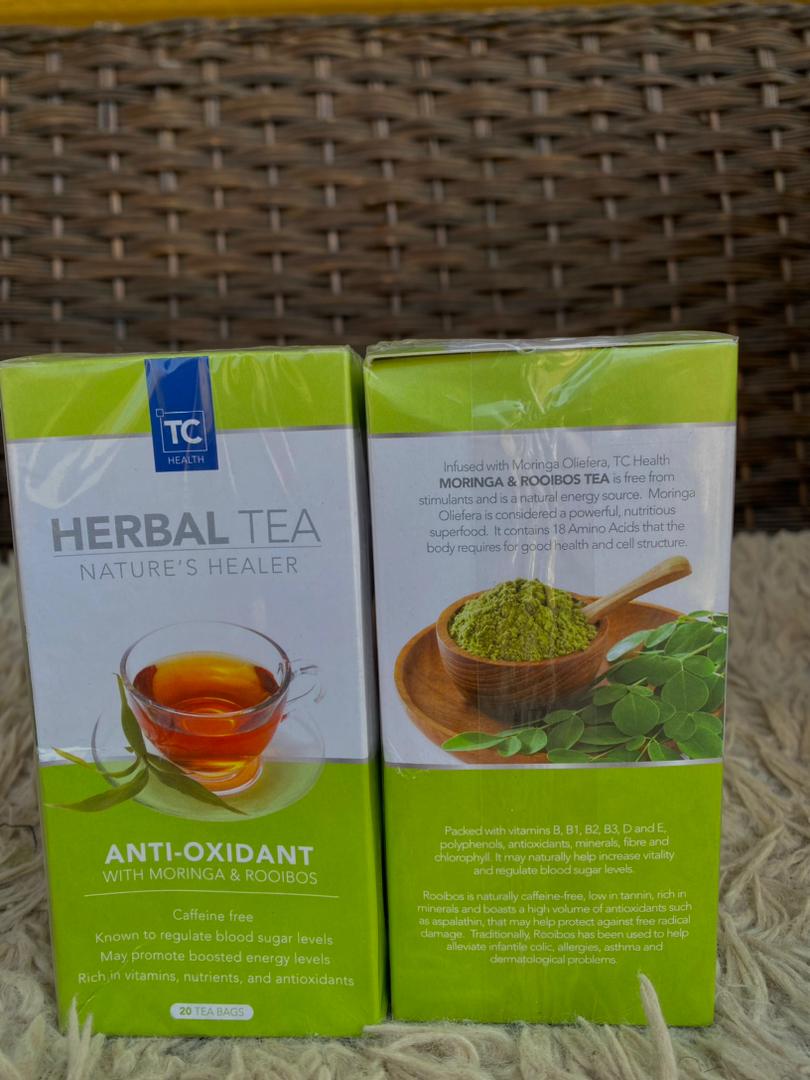 TC
HEALTH
HERBAL TEA
NATURE'S HEALER
ANTI-OXIDANT
WITH MORINGA & ROOIBOS
Caffeine free
Known to regulate blood sugar levels
May promote boosted energy levels
Rich in vitamins, nutrients, and antioxidants
20 TEA BAGS
Infused with Moringa Oliefera, TC Health
MORINGA & ROOIBOS TEA is free from
stimulants and is a natural energy source. Moringa
Oliefera is considered a powerful, nutritious
superfood. It contains 18 Amino Acids that the
body requires for good health and cell structure.
Packed with vitamins B, B1, B2, B3, D and E,
polyphenols, antioxidants, minerals, fibre and
chlorophyll. It may naturally help increase vitality
and regulate blood sugar levels.
Rooibos is naturally caffeine-free, low in tannin, rich in
minerals and boasts a high volume of antioxidants such
as aspalathin, that may help protect against free radical
damage. Traditionally, Rooibos has been used to help
alleviate infantile colic, allergies, asthma and
dermatological problems.